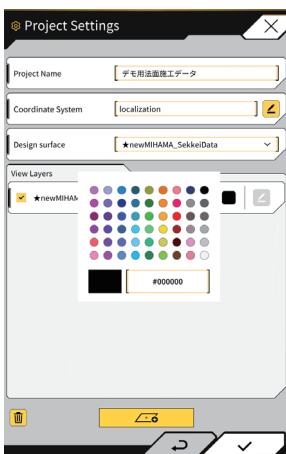 Project Settings
Project Name
デモ用法面施工データ
Coordinate System
localization
Design surface
★newMIHAMA_SekkeiData
View Layers
★newMIHAM
#000000